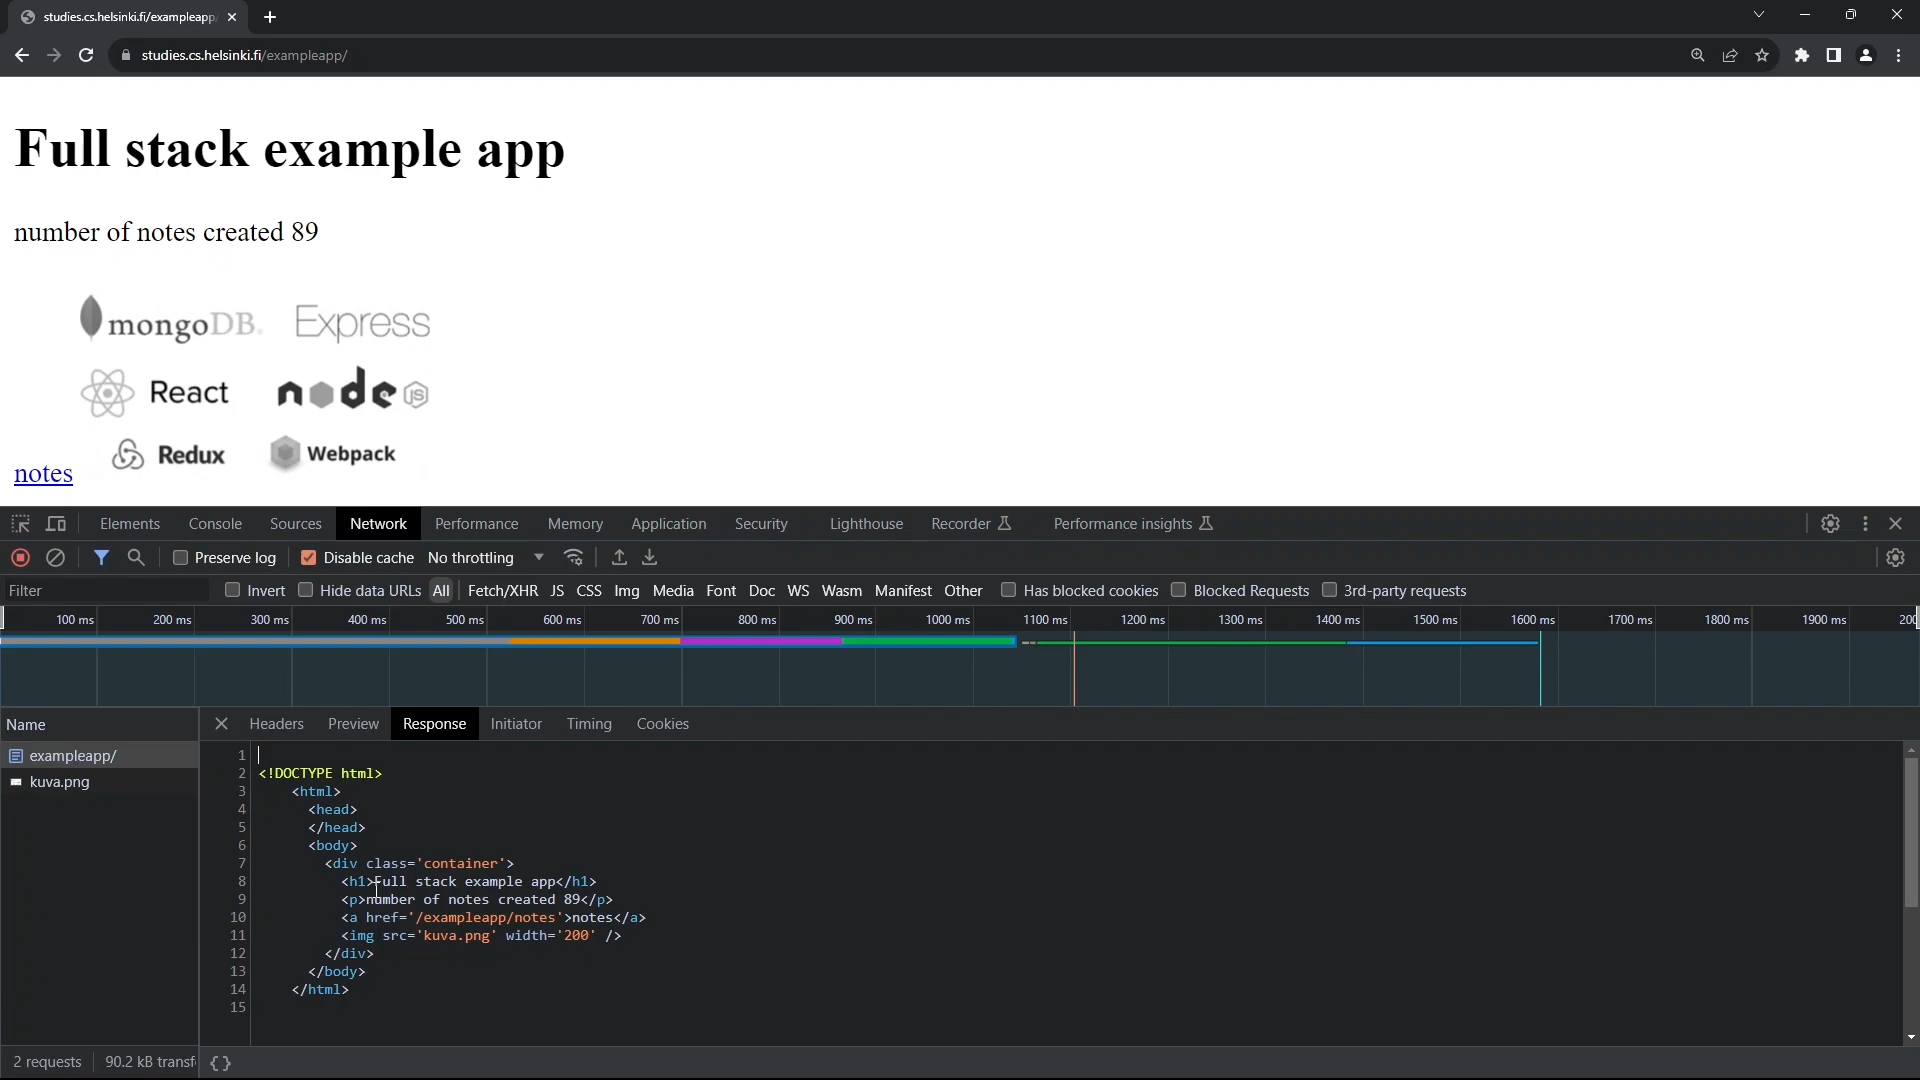 studies.cs.helsinki.fi/exampleapp/
studies.cs.helsinki.fi/exampleapp/
Full stack example app
number of notes created 89
mongoDB. Express
React node JS
Redux Webpack
notes
Elements Console Sources Network Performance Memory Application Security Lighthouse Recorder Performance insights
Preserve log Disable cache No throttling
Filter Invert Hide data URLs All Fetch/XHR JS CSS Img Media Font Doc WS Wasm Manifest Other Has blocked cookies Blocked Requests 3rd-party requests
100 ms 200 ms 300 ms 400 ms 500 ms 600 ms 700 ms 800 ms 900 ms 1000 ms 1100 ms 1200 ms 1300 ms 1400 ms 1500 ms 1600 ms 1700 ms 1800 ms 1900 ms 200
Name Headers Preview Response Initiator Timing Cookies
exampleapp/
kuva.png
1
2 <!DOCTYPE html>
3 <html>
4 <head>
5 </head>
6 <body>
7 <div class='container'>
8 <h1>Full stack example app</h1>
9 <p>number of notes created 89</p>
10 <a href='/exampleapp/notes'>notes</a>
11 <img src='kuva.png' width='200' />
12 </div>
13 </body>
14 </html>
15
2 requests 90.2 kB transf {}